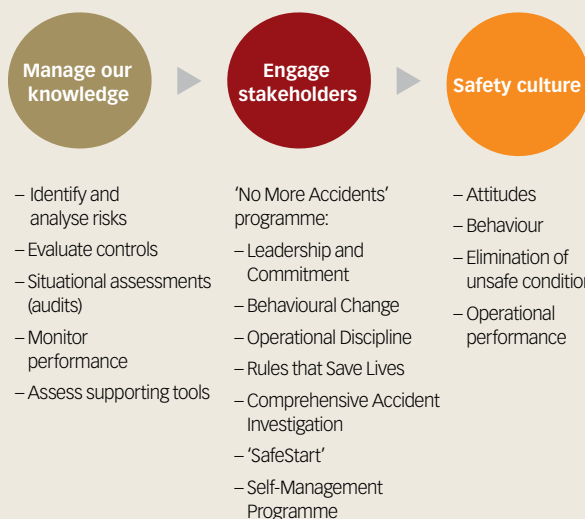 Manage our
knowledge
Engage
stakeholders
Safety culture
– Identify and
analyse risks
– Evaluate controls
– Situational assessments
(audits)
– Monitor
performance
– Assess supporting tools
'No More Accidents'
programme:
– Leadership and
Commitment
– Behavioural Change
– Operational Discipline
– Rules that Save Lives
– Comprehensive Accident
Investigation
– 'SafeStart'
– Self-Management
Programme
– Attitudes
– Behaviour
– Elimination of
unsafe condition
– Operational
performance